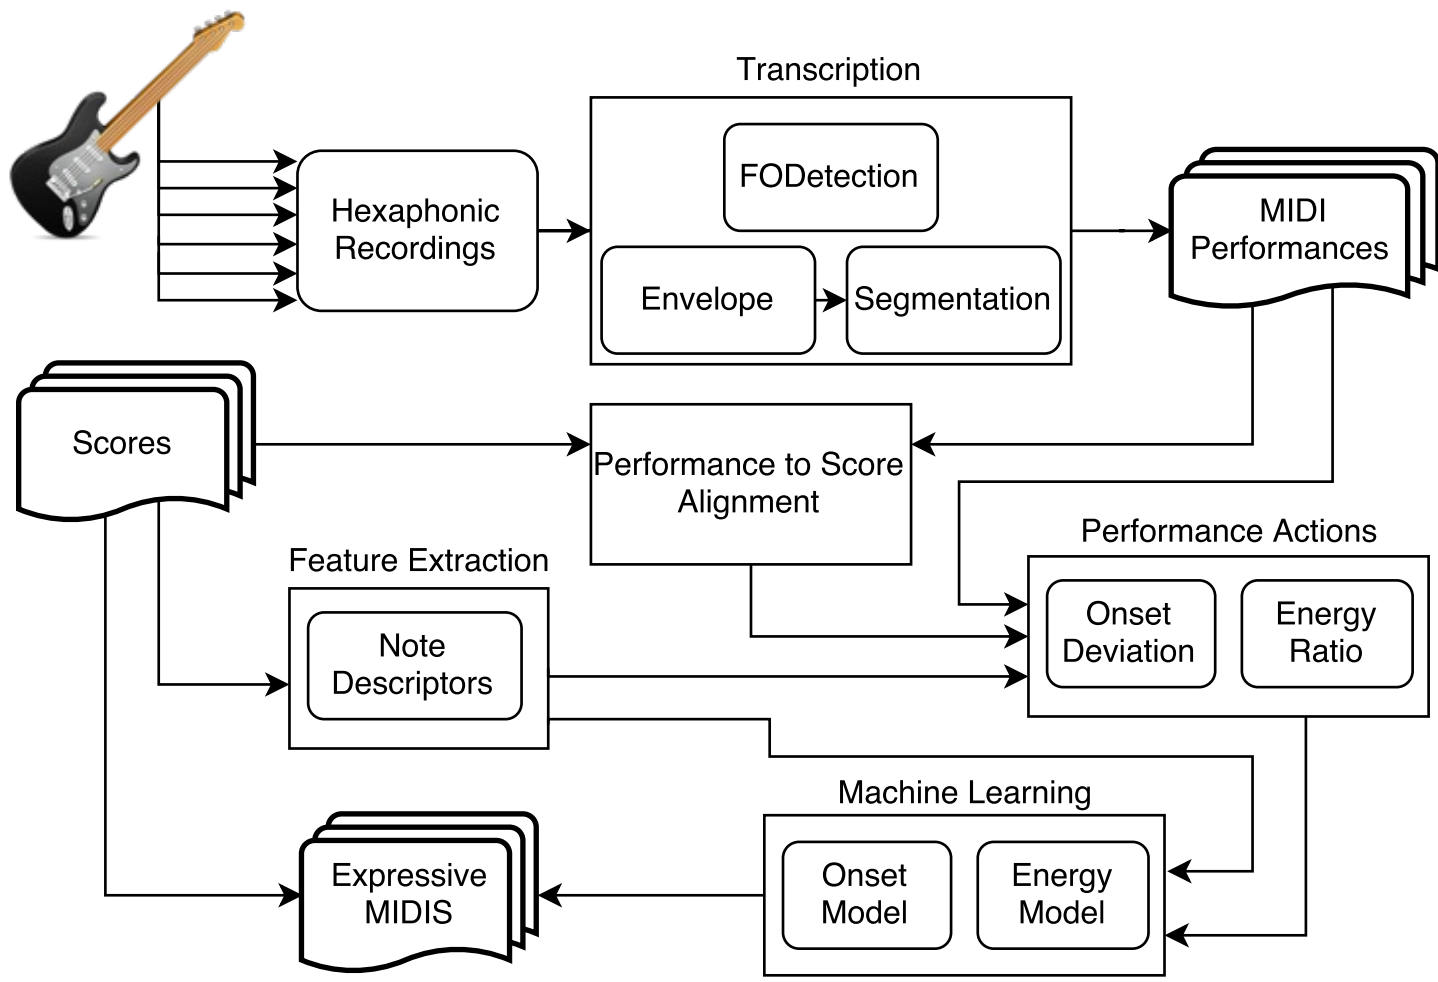 Transcription
FODetection
Hexaphonic
Recordings
MIDI
Performances
Envelope
Segmentation
Scores
Performance to Score
Alignment
Performance Actions
Feature Extraction
Onset
Deviation
Energy
Ratio
Note
Descriptors
Machine Learning
Expressive
MIDIS
Onset
Model
Energy
Model